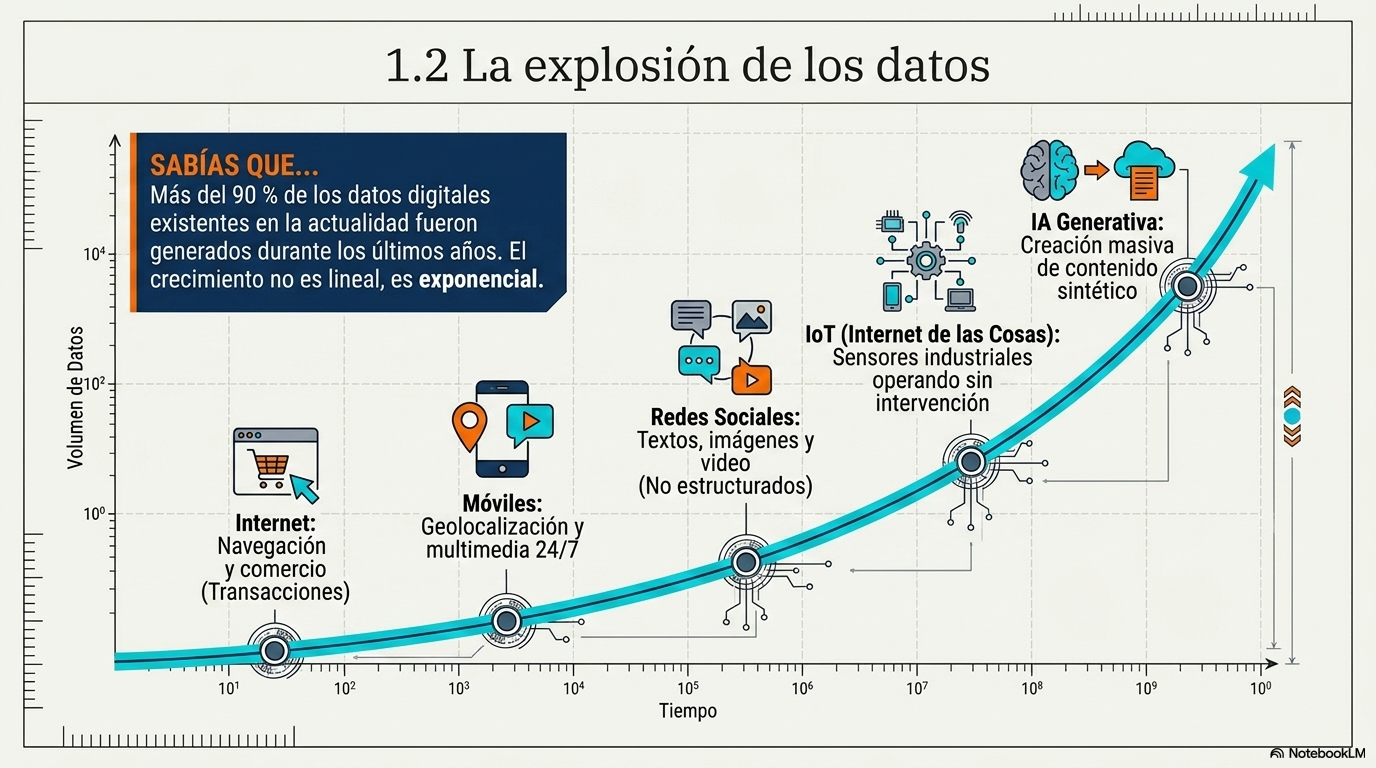 1.2 La explosión de los datos
SABÍAS QUE...
Más del 90 % de los datos digitales
existentes en la actualidad fueron
generados durante los últimos años. El
crecimiento no es lineal, es exponencial.
Volumen de Datos
10⁴
10²
10⁰
Internet:
Navegación
y comercio
(Transacciones)
Móviles:
Geolocalización y
multimedia 24/7
Redes Sociales:
Textos, imágenes y
video
(No estructurados)
IoT (Internet de las Cosas):
Sensores industriales
operando sin
intervención
IA Generativa:
Creación masiva
de contenido
sintético
10¹ 10² 10³ 10⁴ 10⁵ 10⁶ 10⁷ 10⁸ 10⁹ 10⁰
Tiempo
NotebookLM